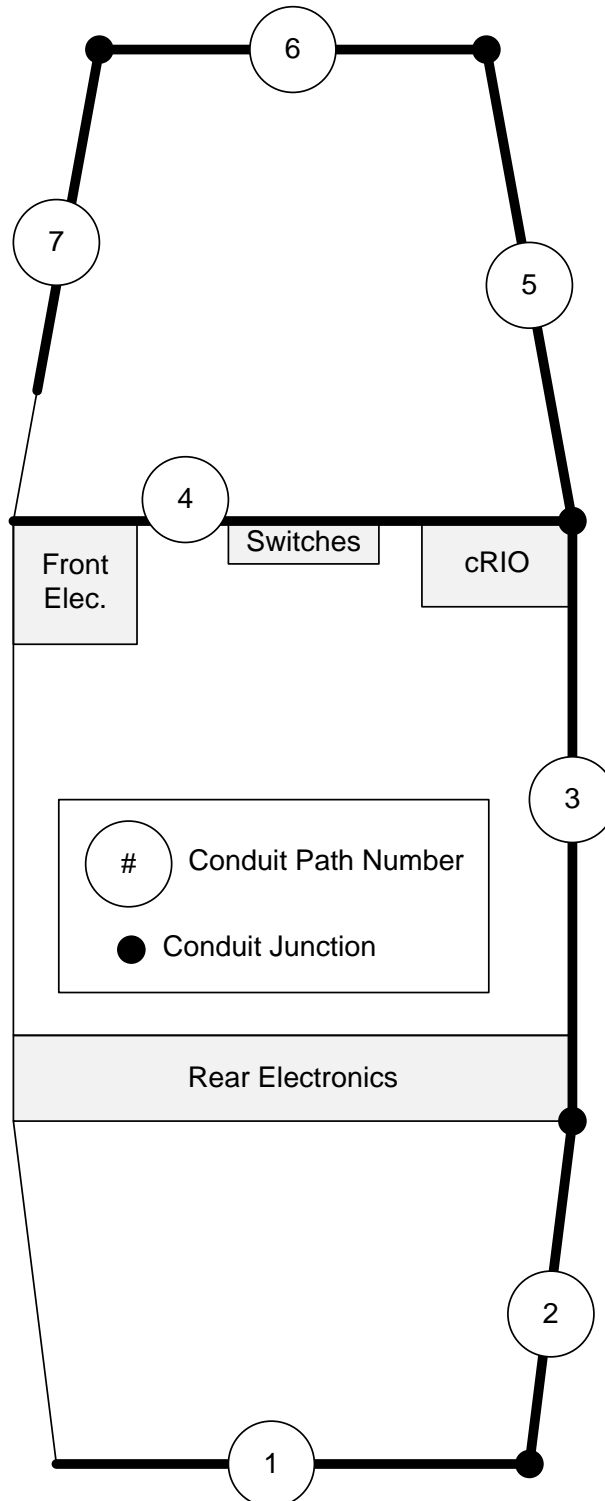 6
7
5
4
Switches
Front
Elec.
cRIO
3
# Conduit Path Number
Conduit Junction
Rear Electronics
2
1